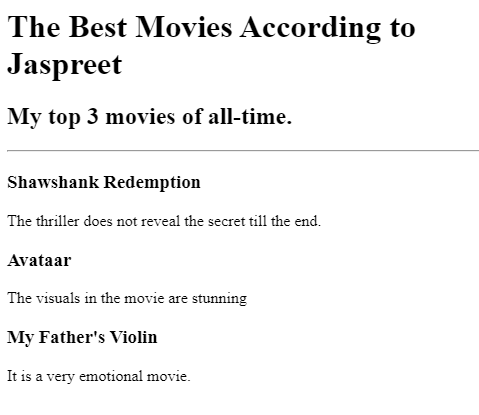 The Best Movies According to
Jaspreet
My top 3 movies of all-time.
Shawshank Redemption
The thriller does not reveal the secret till the end.
Avataar
The visuals in the movie are stunning
My Father's Violin
It is a very emotional movie.